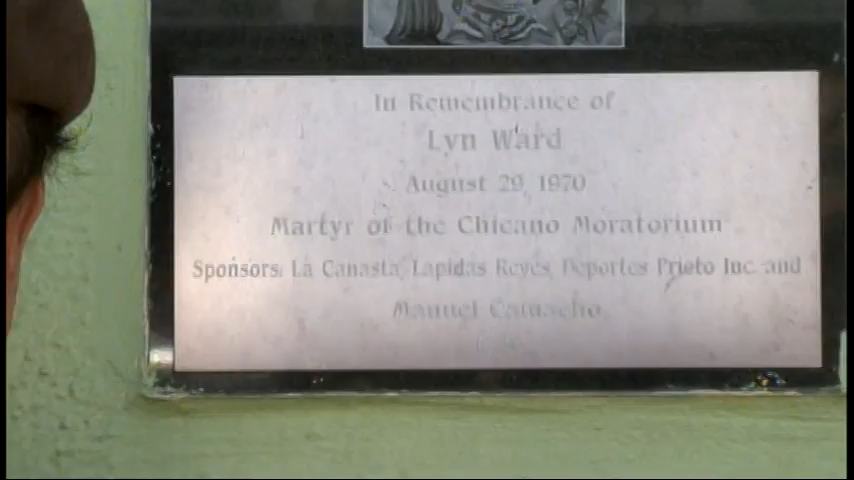 In Remembrance of
Lyn Ward
August 29, 1970
Martyr of the Chicano Moratorium
Sponsors: La Canasta, Lapidas Reyes, Deportes Prieto Inc. and
Manuel Camacho